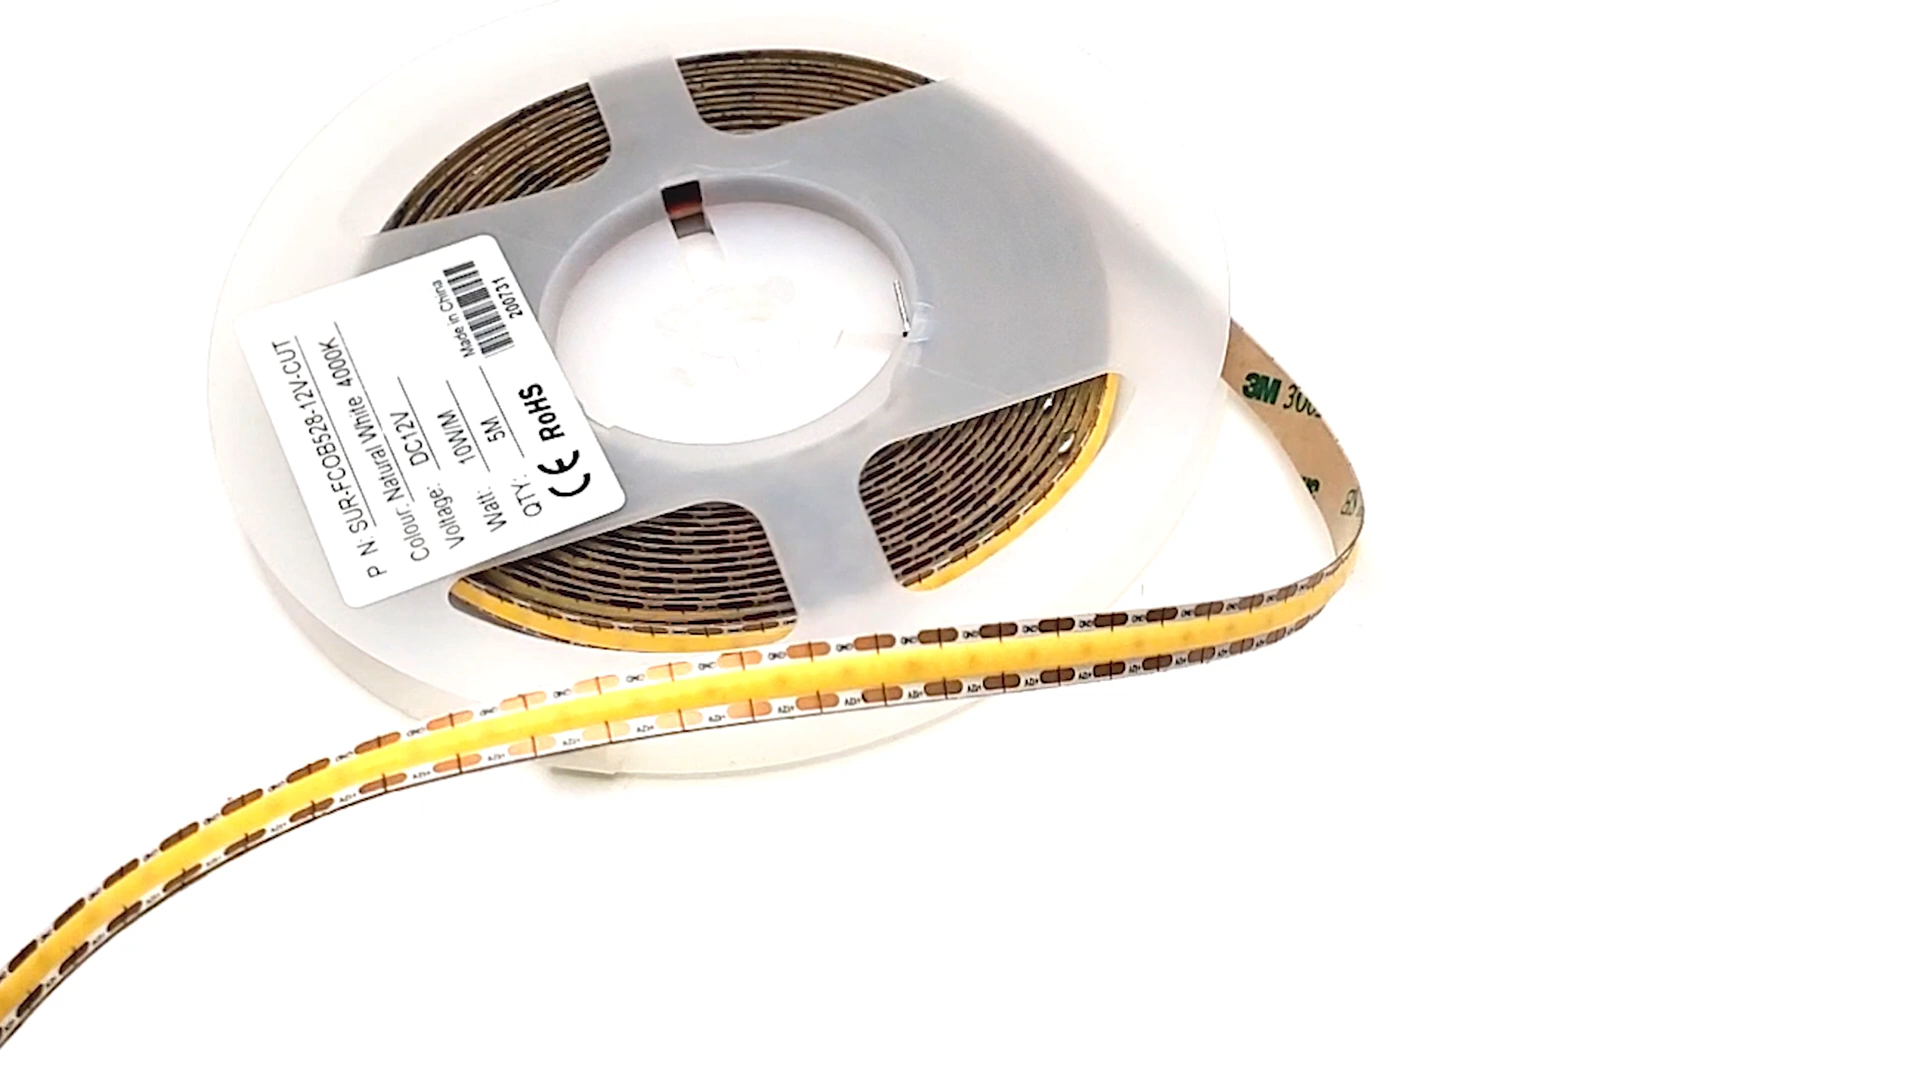 P N: SUR-FCOB528-12V-CUT
Colour: Natural White 4000K
Voltage: DC12V
Watt: 10W/M
QTY: 5M
CE RoHS
Made in China
200731
3M